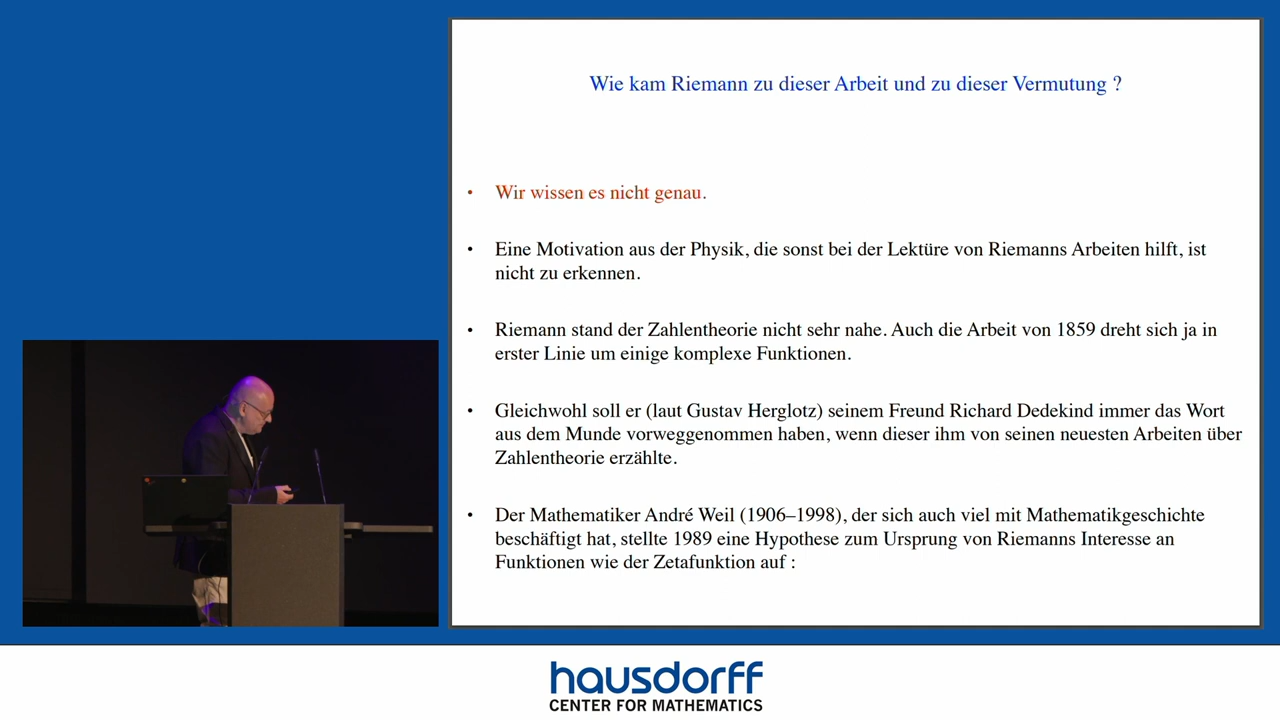 Wie kam Riemann zu dieser Arbeit und zu dieser Vermutung ?
• Wir wissen es nicht genau.
• Eine Motivation aus der Physik, die sonst bei der Lektüre von Riemanns Arbeiten hilft, ist
nicht zu erkennen.
• Riemann stand der Zahlentheorie nicht sehr nahe. Auch die Arbeit von 1859 dreht sich ja in
erster Linie um einige komplexe Funktionen.
• Gleichwohl soll er (laut Gustav Herglotz) seinem Freund Richard Dedekind immer das Wort
aus dem Munde vorweggenommen haben, wenn dieser ihm von seinen neuesten Arbeiten über
Zahlentheorie erzählte.
• Der Mathematiker André Weil (1906–1998), der sich auch viel mit Mathematikgeschichte
beschäftigt hat, stellte 1989 eine Hypothese zum Ursprung von Riemanns Interesse an
Funktionen wie der Zetafunktion auf :
hausdorff
CENTER FOR MATHEMATICS